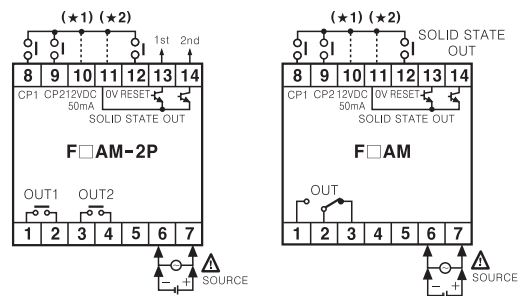 (★1) (★2)
1st 2nd
8 9 10 11 12 13 14
CP1 CP2 12VDC 0V RESET
50mA
SOLID STATE OUT
F□AM-2P
OUT1 OUT2
1 2 3 4 5 6 7
- +
SOURCE
(★1) (★2)
SOLID STATE
OUT
8 9 10 11 12 13 14
CP1 CP2 12VDC 0V RESET
50mA
SOLID STATE OUT
F□AM
OUT
1 2 3 4 5 6 7
- +
SOURCE